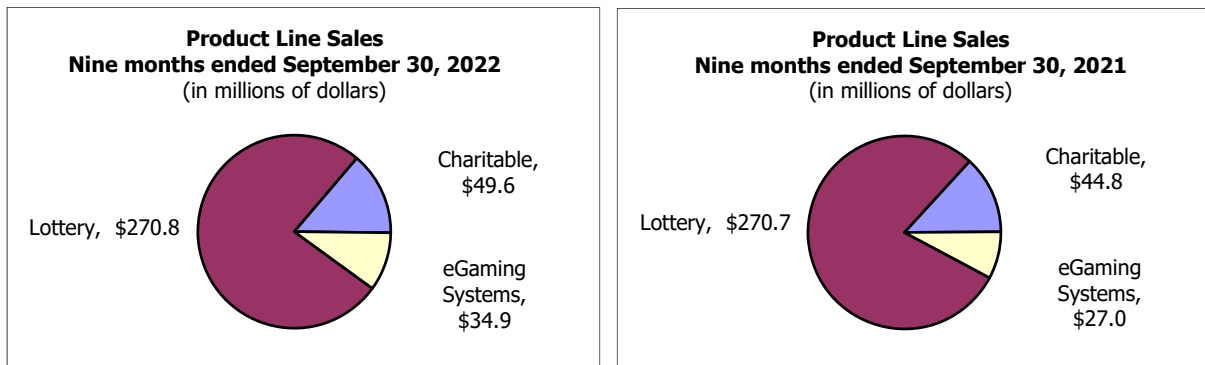 Product Line Sales
Nine months ended September 30, 2022
(in millions of dollars)
Charitable,
$49.6
Lottery, $270.8
eGaming
Systems,
$34.9
Product Line Sales
Nine months ended September 30, 2021
(in millions of dollars)
Charitable,
$44.8
Lottery, $270.7
eGaming
Systems,
$27.0